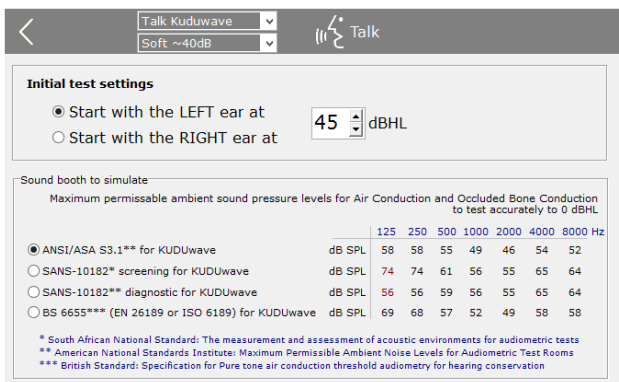 Talk Kuduwave
Soft ~40dB
Talk
Initial test settings
Start with the LEFT ear at
Start with the RIGHT ear at
45 dBHL
Sound booth to simulate
Maximum permissable ambient sound pressure levels for Air Conduction and Occluded Bone Conduction
to test accurately to 0 dBHL
125 250 500 1000 2000 4000 8000 Hz
ANSI/ASA S3.1** for KUDUwave dB SPL 58 58 55 49 46 54 52
SANS-10182* screening for KUDUwave dB SPL 74 74 61 56 55 65 64
SANS-10182** diagnostic for KUDUwave dB SPL 56 56 59 56 55 65 64
BS 6655*** (EN 26189 or ISO 6189) for KUDUwave dB SPL 69 68 57 52 49 58 58
* South African National Standard: The measurement and assessment of acoustic environments for audiometric tests
** American National Standards Institute: Maximum Permissible Ambient Noise Levels for Audiometric Test Rooms
*** British Standard: Specification for Pure tone air conduction threshold audiometry for hearing conservation